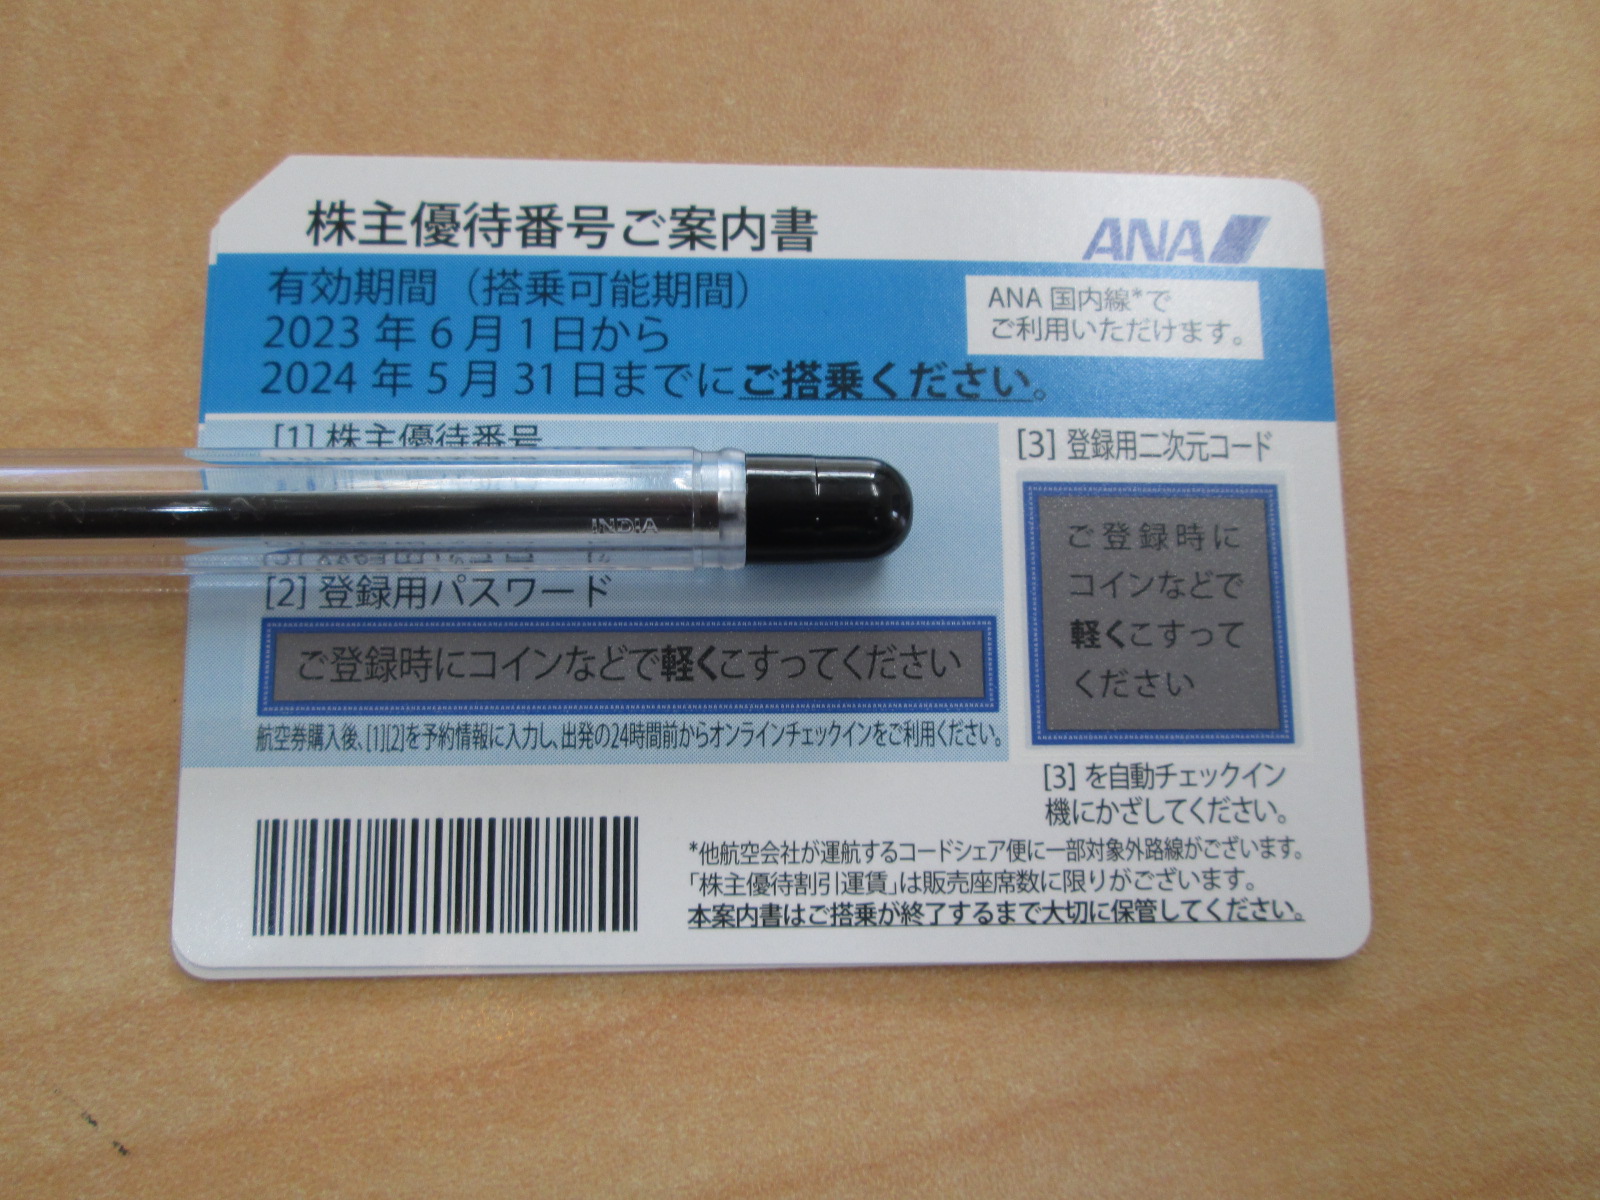 株主優待番号ご案内書
ANA
有効期間（搭乗可能期間）
2023年6月1日から
2024年5月31日までにご搭乗ください。
ANA国内線*で
ご利用いただけます。
[1] 株主優待番号
INDIA
[2] 登録用パスワード
ご登録時にコインなどで軽くこすってください
航空券購入後、[1][2]を予約情報に入力し、出発の24時間前からオンラインチェックインをご利用ください。
[3] 登録用二次元コード
ご登録時に
コインなどで
軽くこすって
ください
[3] を自動チェックイン
機にかざしてください。
*他航空会社が運航するコードシェア便に一部対象外路線がございます。
「株主優待割引運賃」は販売座席数に限りがございます。
本案内書はご搭乗が終了するまで大切に保管してください。